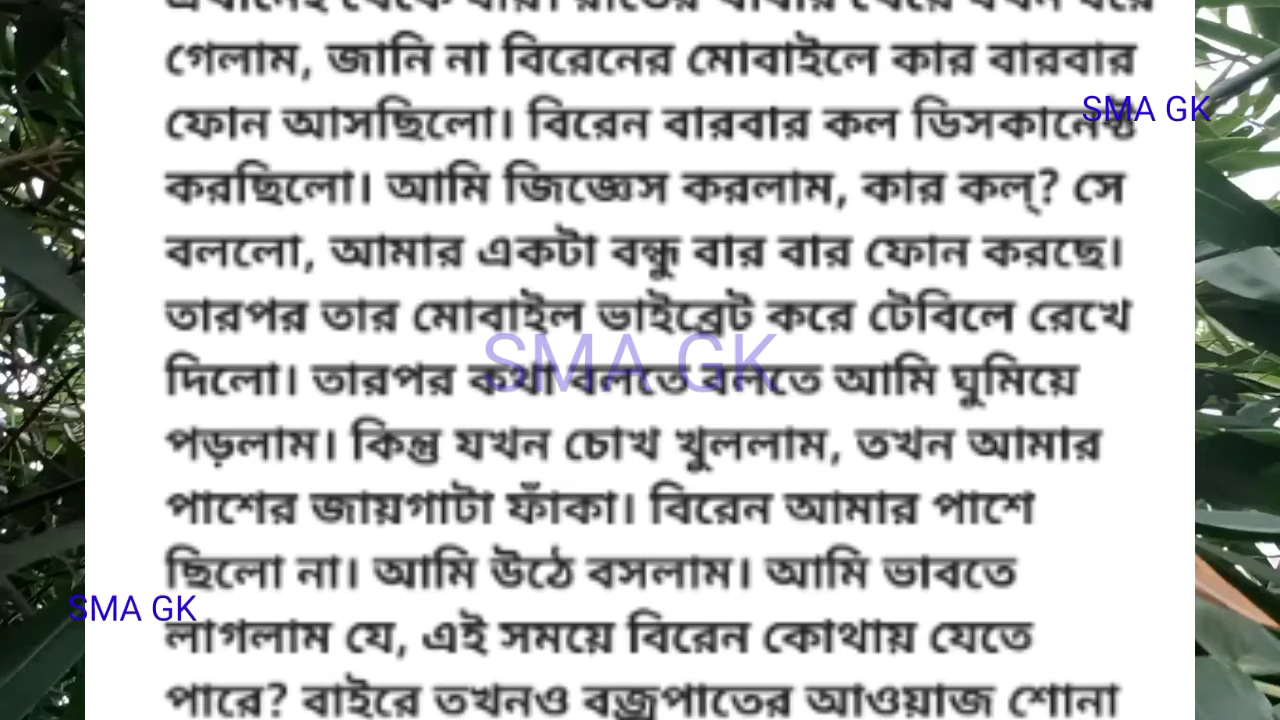 গেলাম, জানি না বিরেনের মোবাইলে কার বারবার
ফোন আসছিলো। বিরেন বারবার কল ডিসকানেক্ট
SMA GK
করছিলো। আমি জিজ্ঞেস করলাম, কার কল্? সে
বললো, আমার একটা বন্ধু বার বার ফোন করছে।
তারপর তার মোবাইল ভাইব্রেট করে টেবিলে রেখে
SMA GK
দিলো। তারপর কথা বলতে বলতে আমি ঘুমিয়ে
পড়লাম। কিন্তু যখন চোখ খুললাম, তখন আমার
পাশের জায়গাটা ফাঁকা। বিরেন আমার পাশে
ছিলো না। আমি উঠে বসলাম। আমি ভাবতে
SMA GK
লাগলাম যে, এই সময়ে বিরেন কোথায় যেতে
পারে? বাইরে তখনও বজ্রপাতের আওয়াজ শোনা